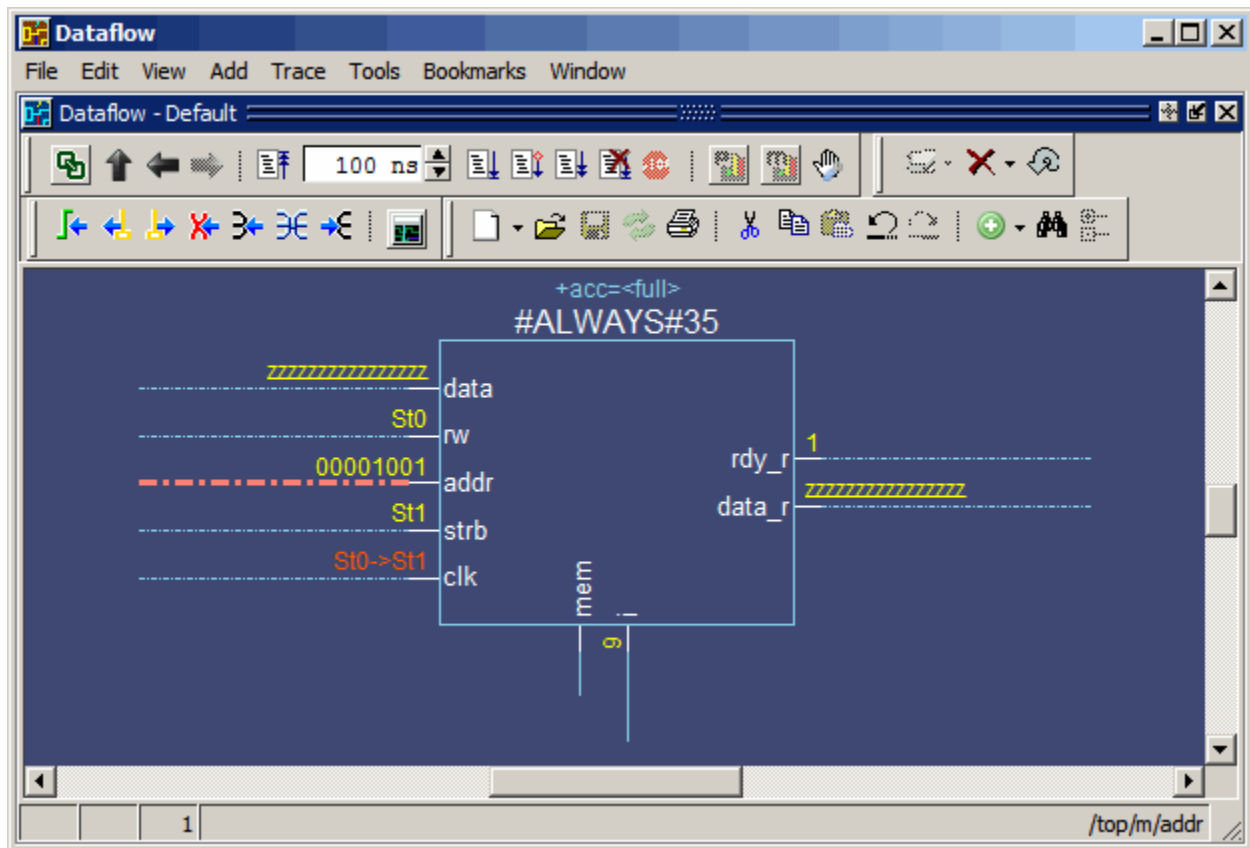 Dataflow
File Edit View Add Trace Tools Bookmarks Window
Dataflow - Default
100 ns
+acc=<full>
#ALWAYS#35
zzzzzzzzzzzzzzzz
data
St0
rw
00001001
addr
St1
strb
St0->St1
clk
1
rdy_r
zzzzzzzzzzzzzzzz
data_r
mem
i
9
1
/top/m/addr